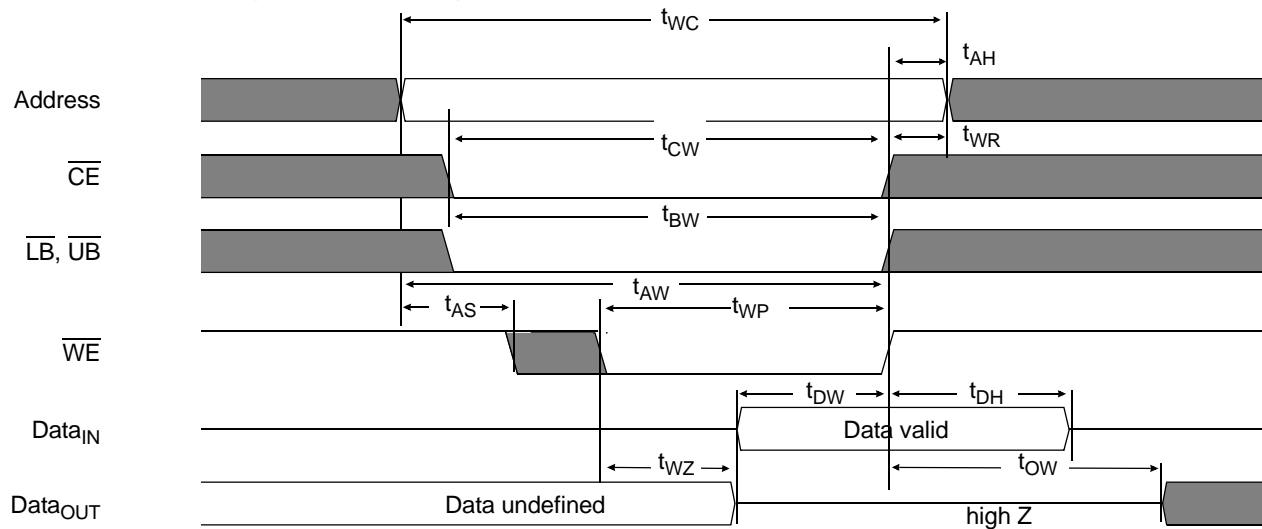 tWC
tAH
Address
tCW
tWR
CE
tBW
LB, UB
tAW
tAS
tWP
WE
tDW
tDH
DataIN
Data valid
tWZ
tOW
DataOUT
Data undefined
high Z